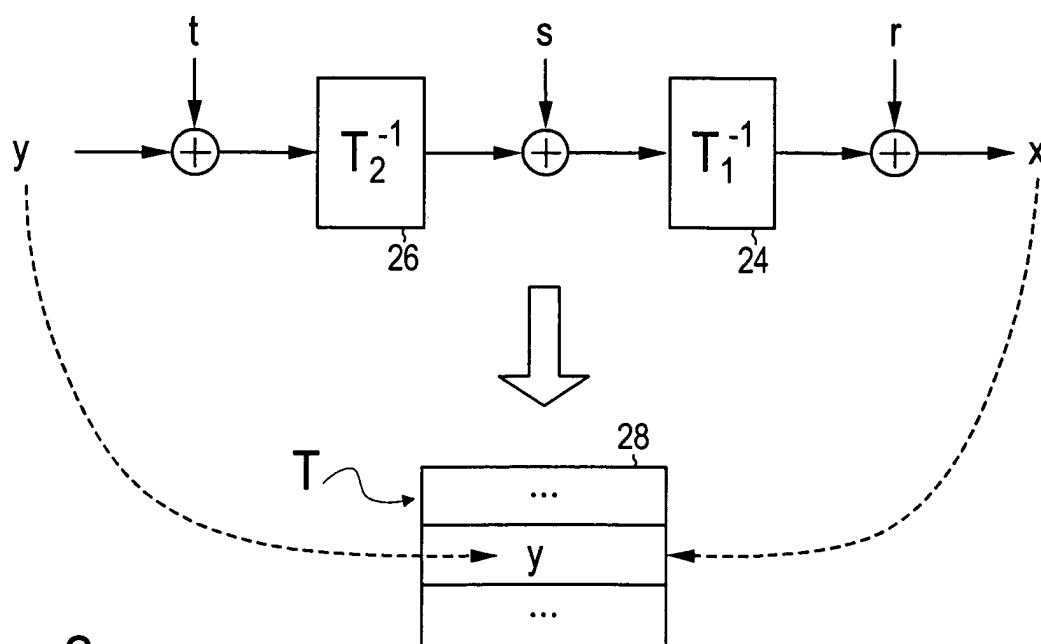 t s r
y + T₂⁻¹ + T₁⁻¹ + x
26 24
28
T ...
y
...